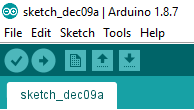 sketch_dec09a | Arduino 1.8.7
File Edit Sketch Tools Help
sketch_dec09a